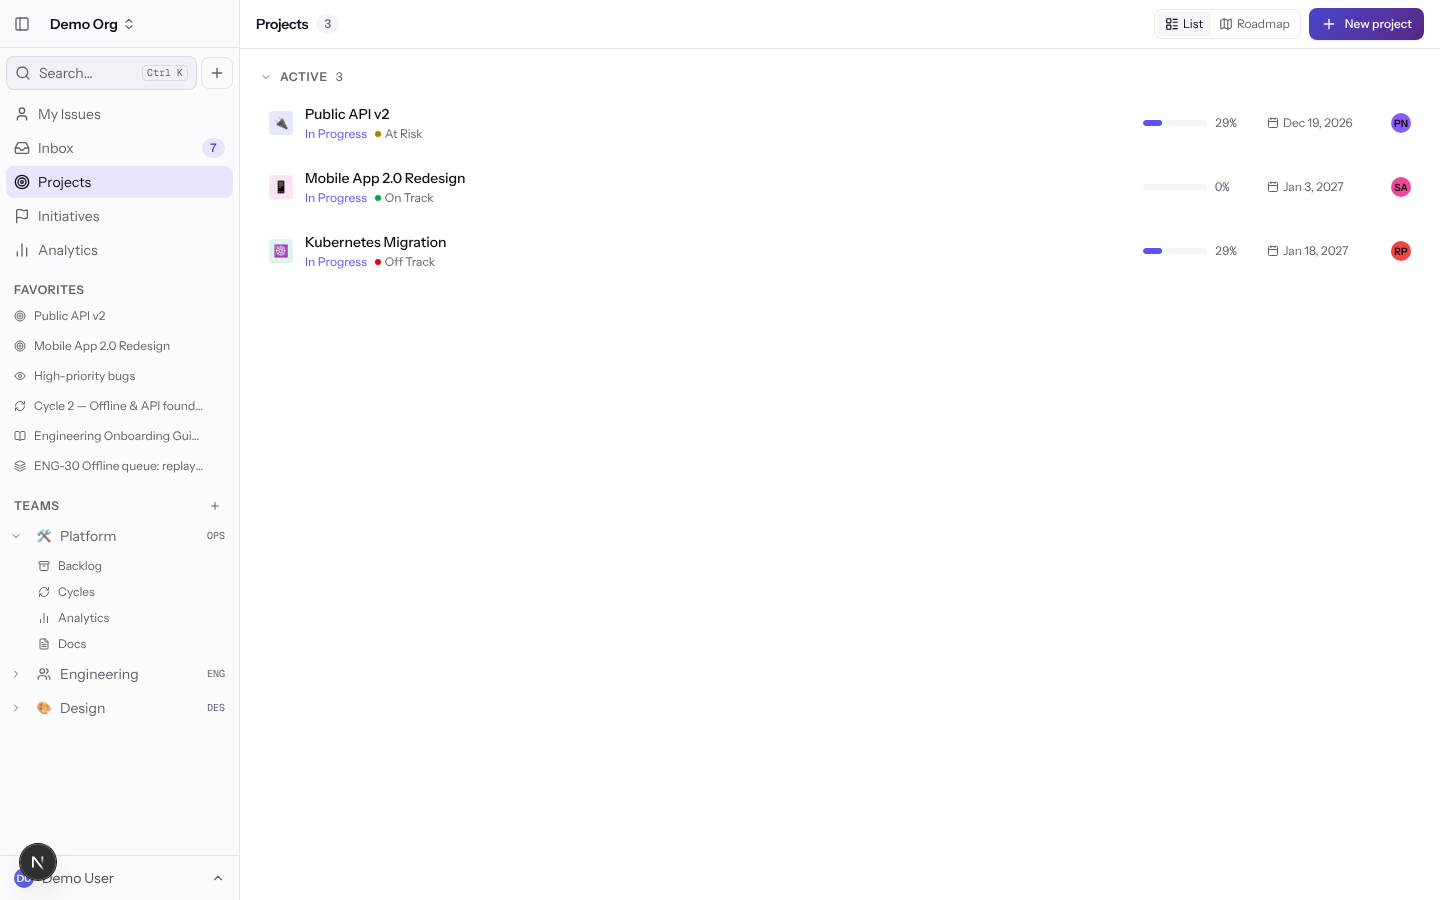 Demo Org
Search...
Ctrl K
My Issues
Inbox
7
Projects
Initiatives
Analytics
FAVORITES
Public API v2
Mobile App 2.0 Redesign
High-priority bugs
Cycle 2 — Offline & API found...
Engineering Onboarding Gui...
ENG-30 Offline queue: replay...
TEAMS
Platform
OPS
Backlog
Cycles
Analytics
Docs
Engineering
ENG
Design
DES
N
Demo User
Projects
3
List
Roadmap
New project
ACTIVE 3
Public API v2
In Progress
At Risk
29%
Dec 19, 2026
PN
Mobile App 2.0 Redesign
In Progress
On Track
0%
Jan 3, 2027
SA
Kubernetes Migration
In Progress
Off Track
29%
Jan 18, 2027
RP